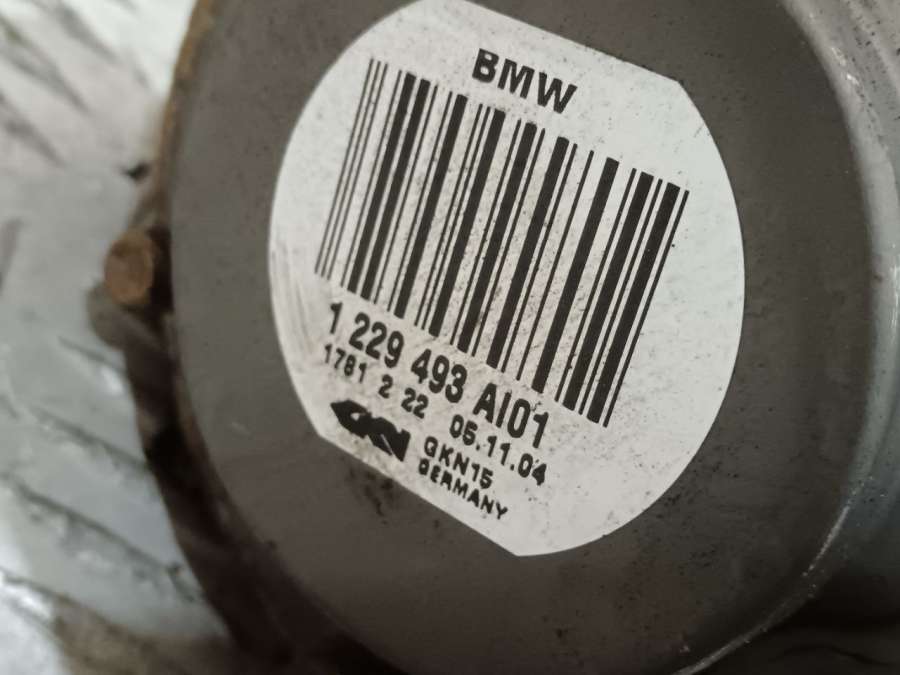 BMW
1 229 493 AI01
1781 2 22 05.11.04
GKN
GKN15
GERMANY